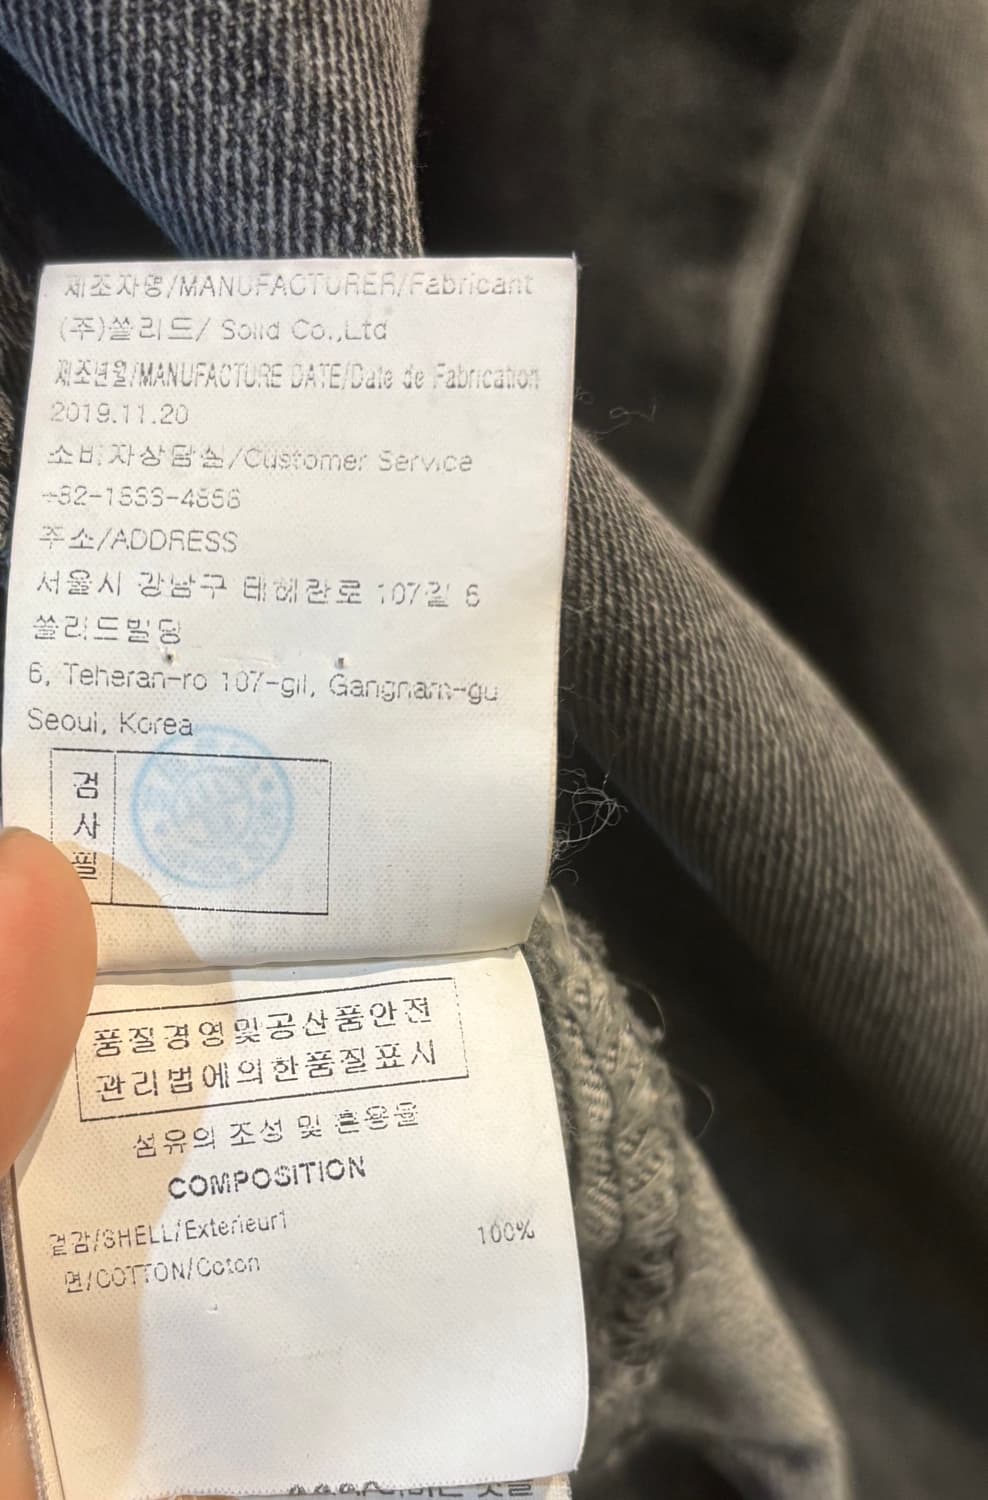 제조자명/MANUFACTURER/Fabricant
(주)쏠리드/ Solid Co.,Ltd
제조년월/MANUFACTURE DATE/Date de Fabrication
2019.11.20
소비자상담실/Customer Service
주소/ADDRESS
서울시 강남구 테헤란로 107길 6
쏠리드빌딩
6, Teheran-ro 107-gil, Gangnam-gu
Seoul, Korea
검
사
필
품질경영및공산품안전
관리법에의한품질표시
섬유의 조성 및 혼용율
COMPOSITION
겉감/SHELL/Exterieur1
면/COTTON/Coton 100%